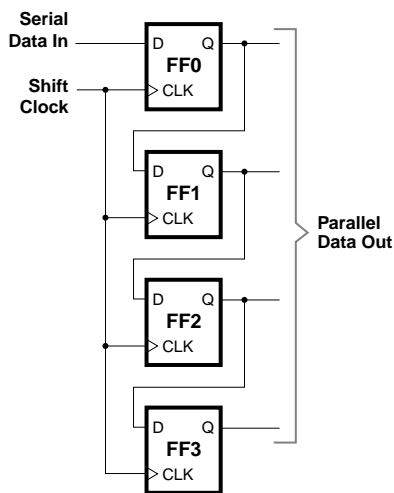 Serial
Data In
D Q
FF0
Shift
Clock
CLK
D Q
FF1
CLK
Parallel
Data Out
D Q
FF2
CLK
D Q
FF3
CLK